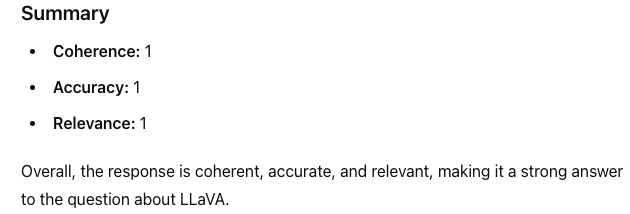 Summary
• Coherence: 1
• Accuracy: 1
• Relevance: 1
Overall, the response is coherent, accurate, and relevant, making it a strong answer
to the question about LLaVA.